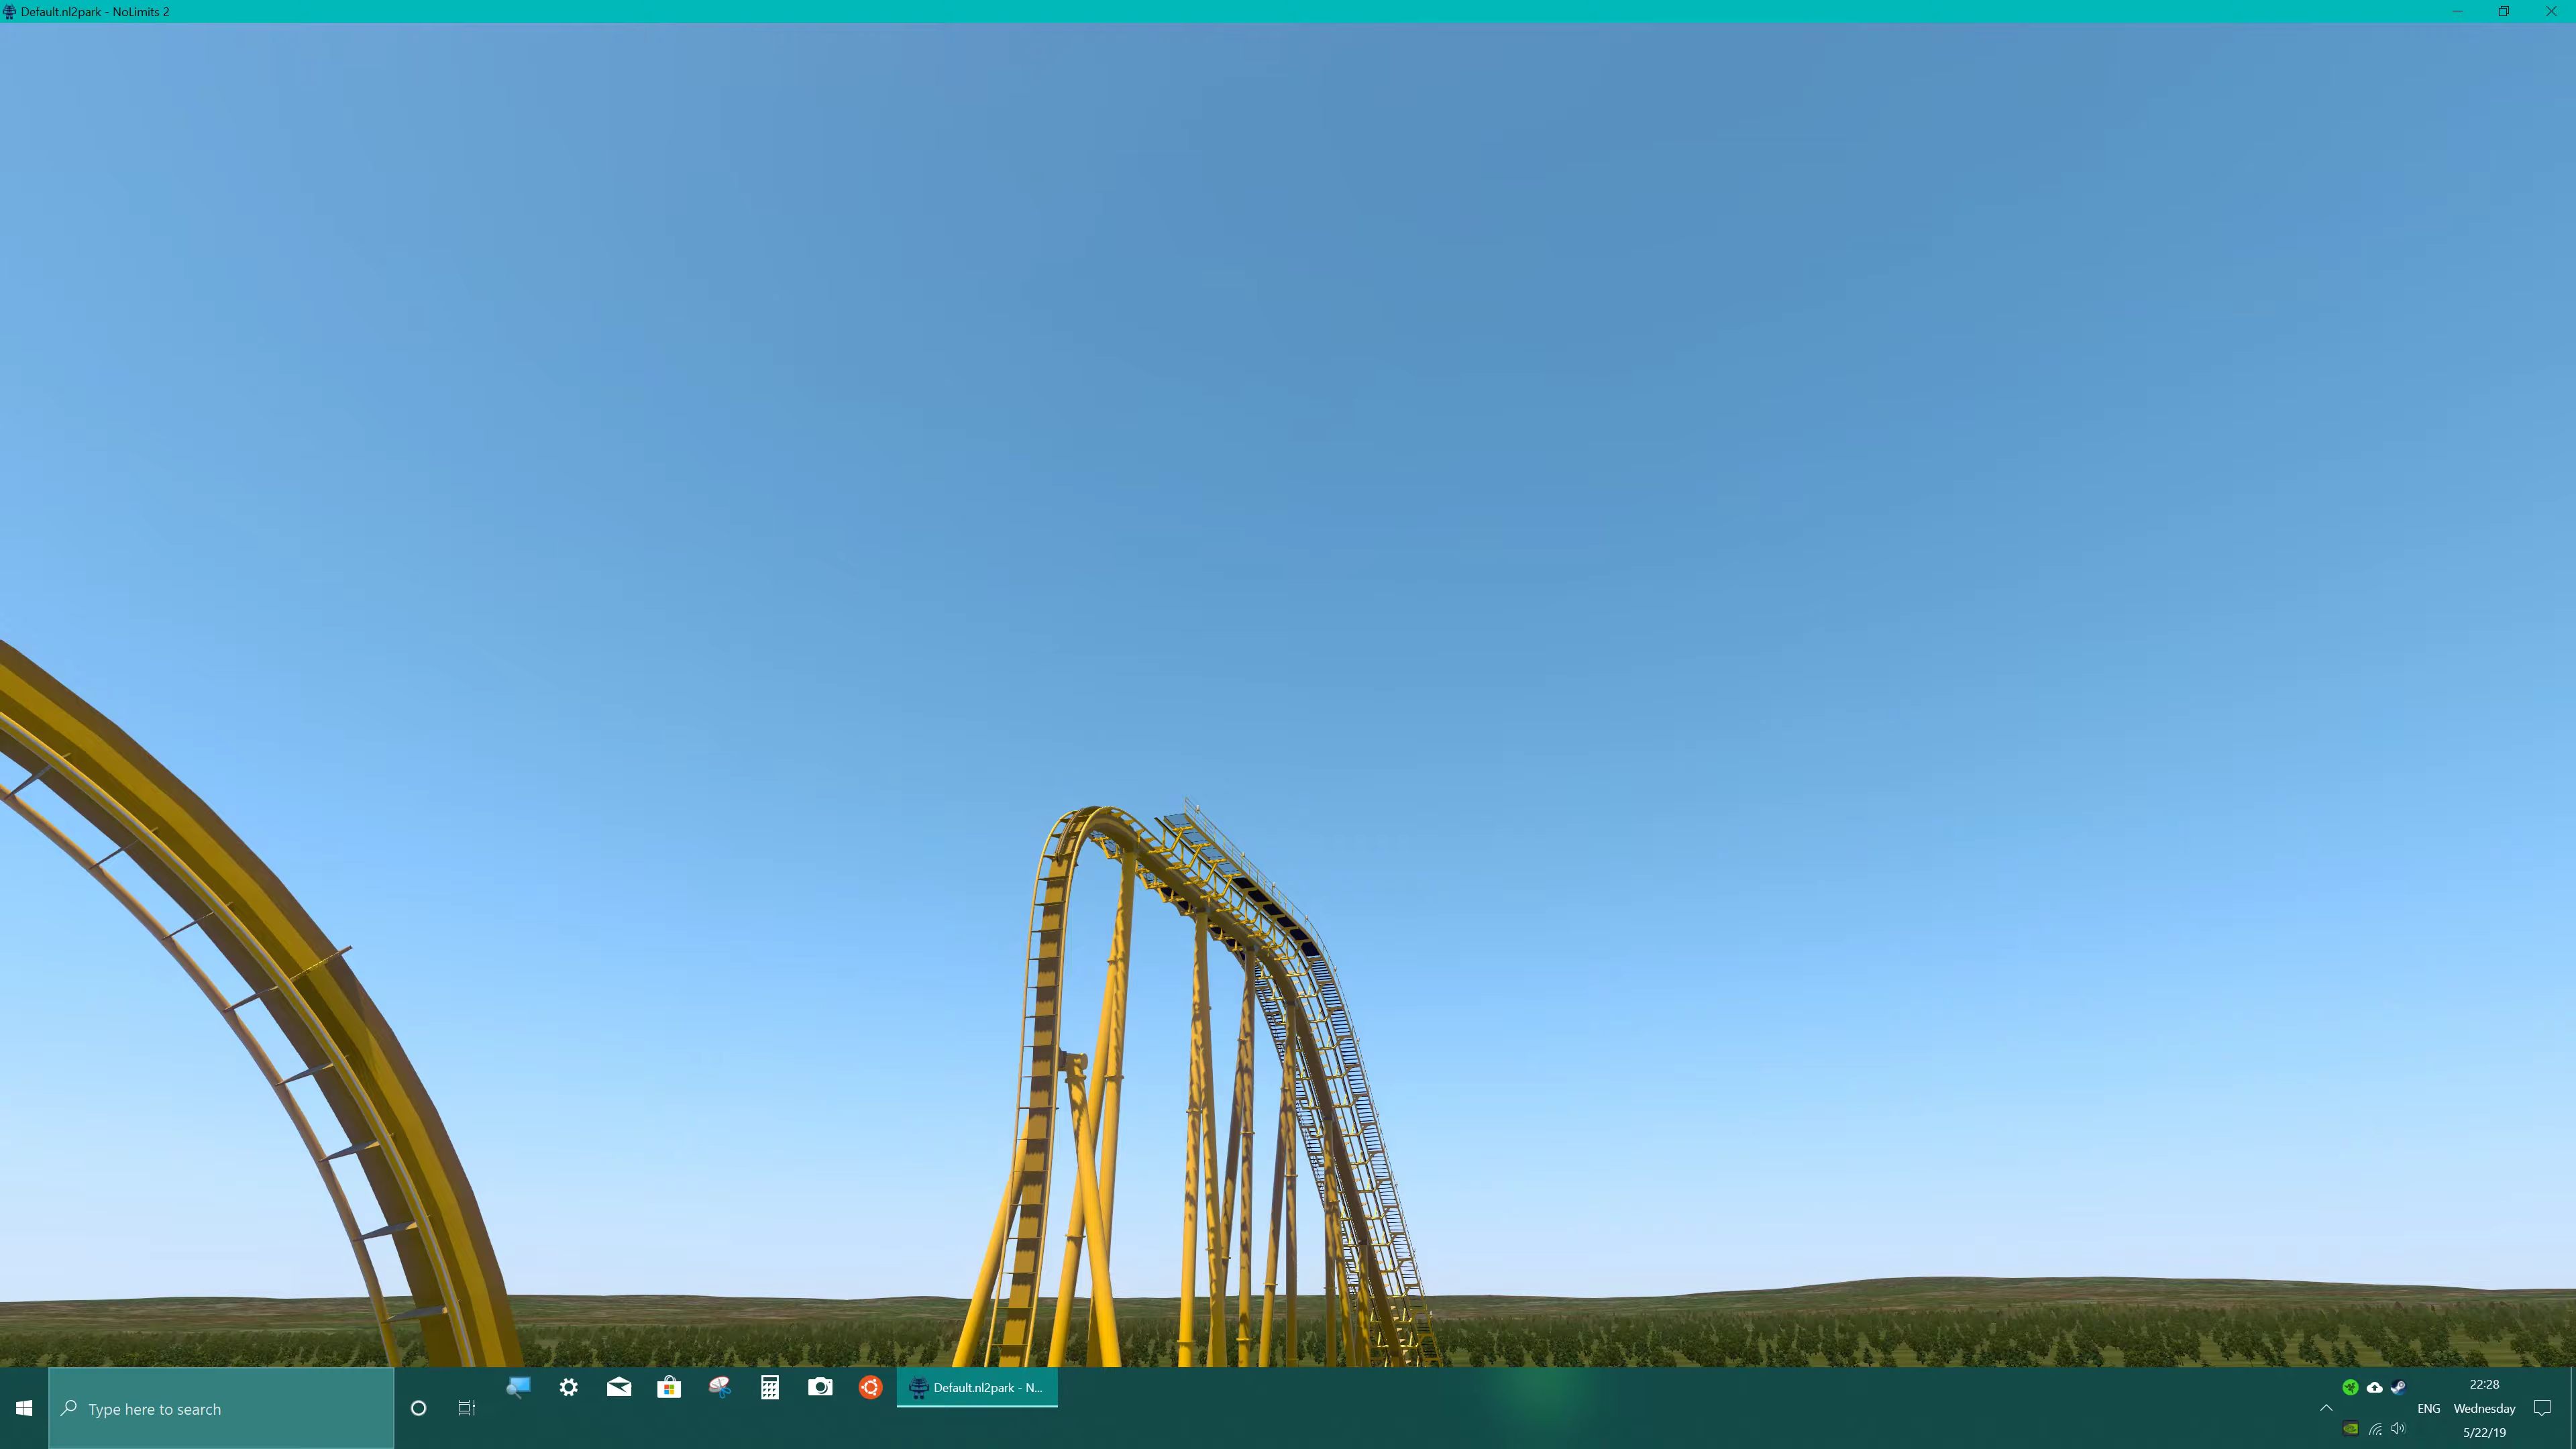 Default.nl2park - NoLimits 2
Type here to search
Default.nl2park - N...
ENG
22:28
Wednesday
5/22/19